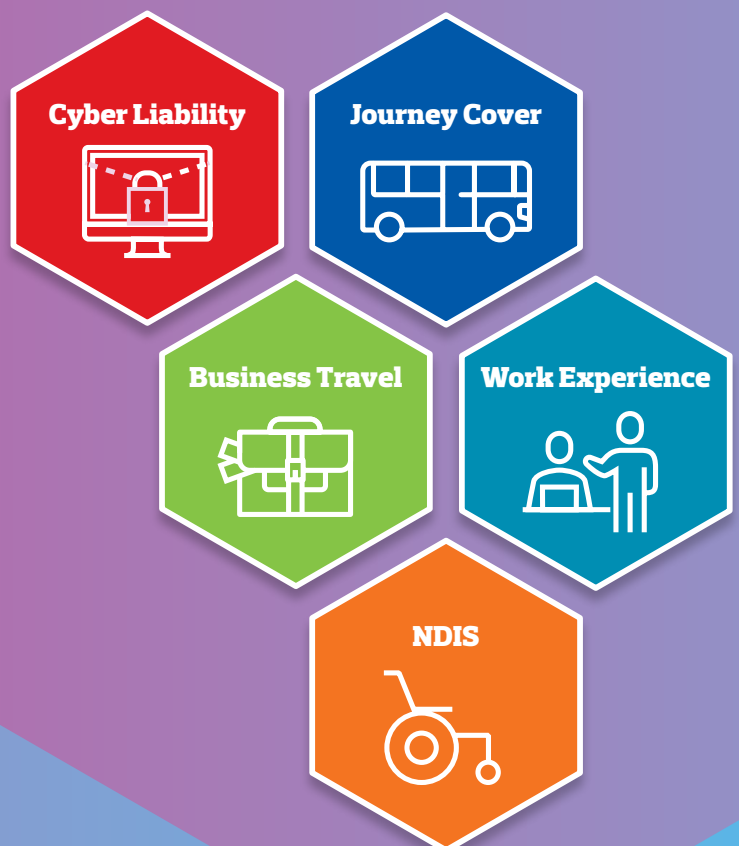 Cyber Liability
Journey Cover
Business Travel
Work Experience
NDIS